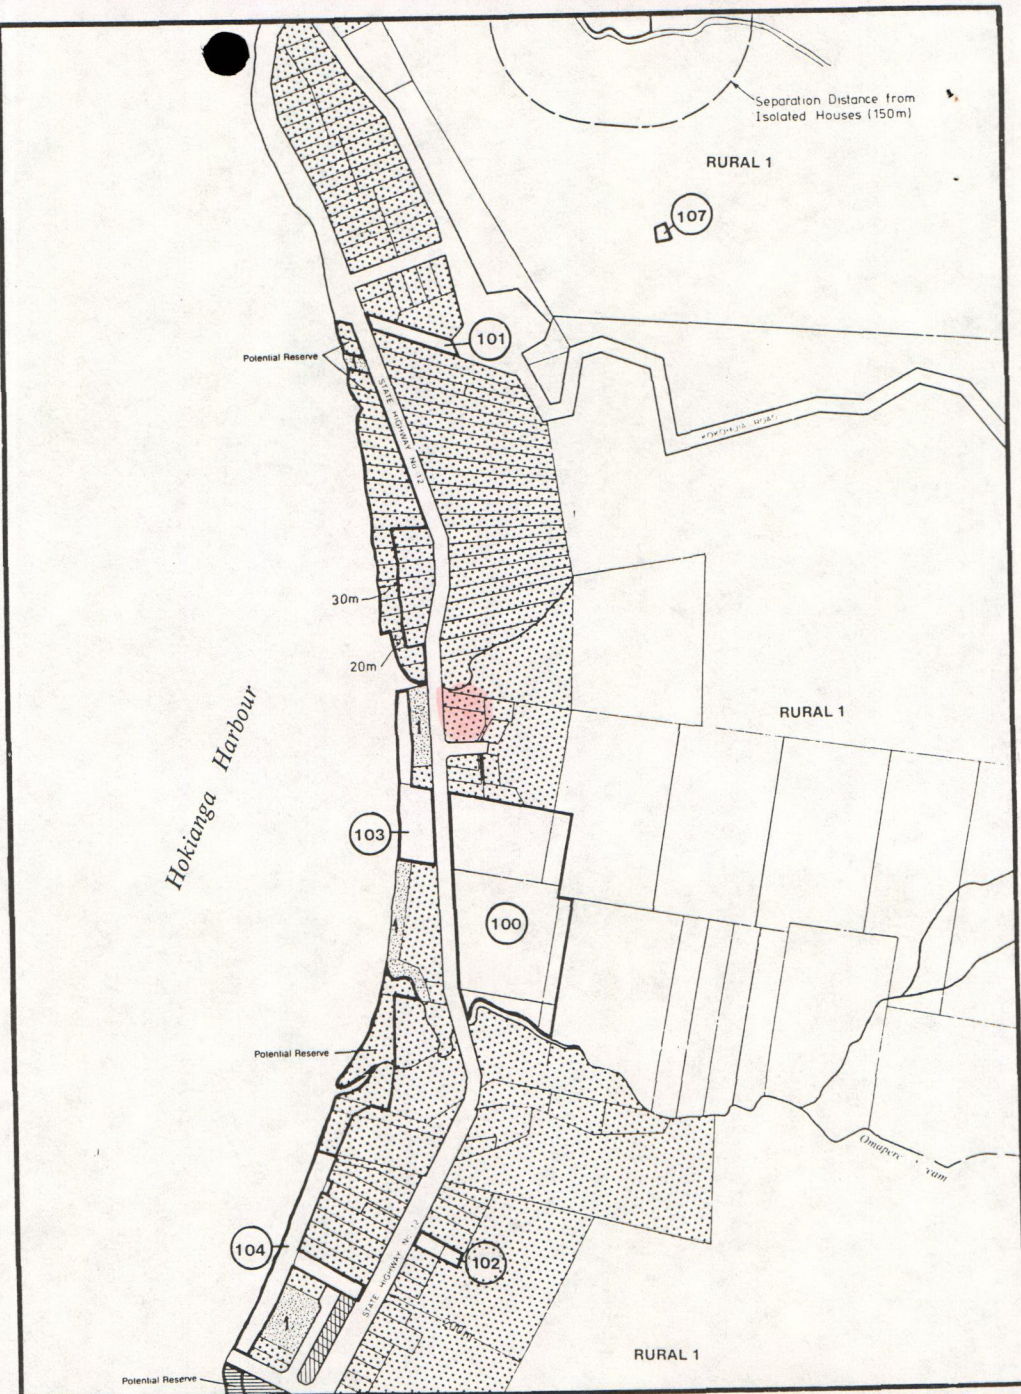 Separation Distance from
Isolated Houses (150m)
RURAL 1
107
101
Potential Reserve
STATE HIGHWAY No 12
30m
20m
Hokianga Harbour
RURAL 1
1
103
1
100
Potential Reserve
Omapere
104
102
STATE HIGHWAY No 12
1
200m
RURAL 1
Potential Reserve